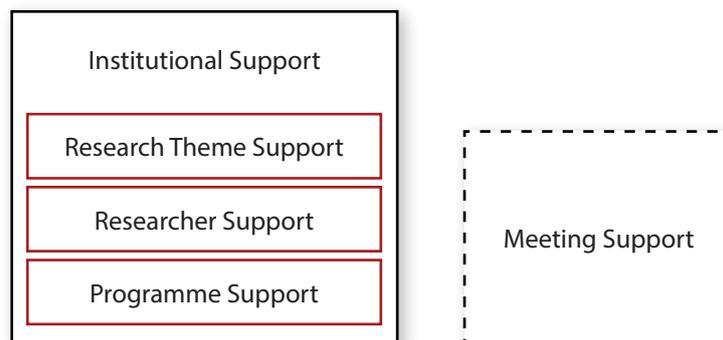 Institutional Support
Research Theme Support
Researcher Support
Programme Support
Meeting Support